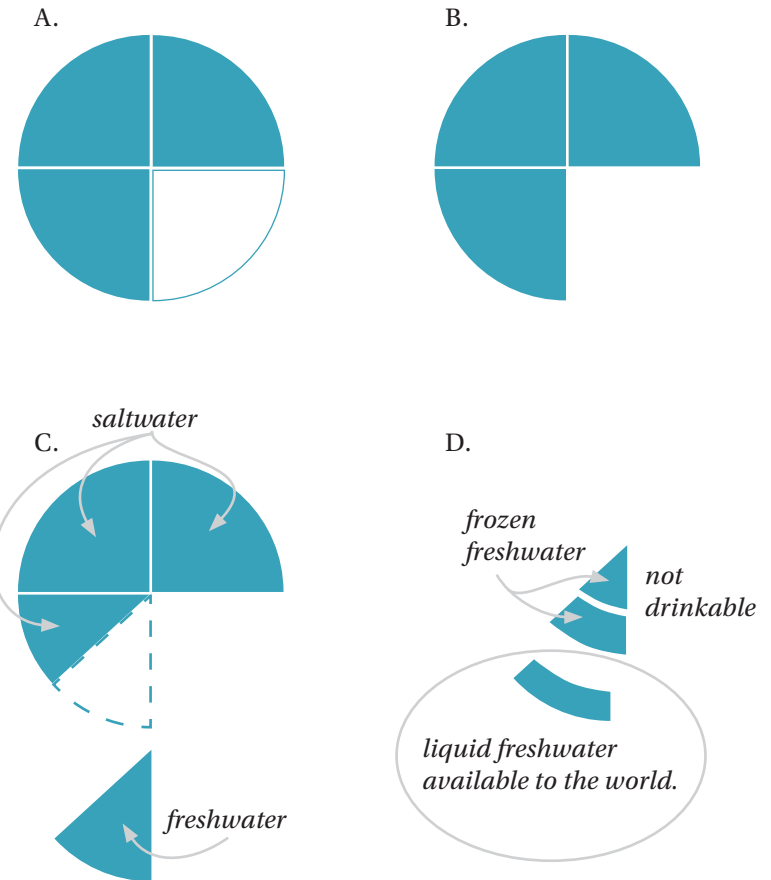 A.
B.
C.
saltwater
freshwater
D.
frozen
freshwater
not
drinkable
liquid freshwater
available to the world.